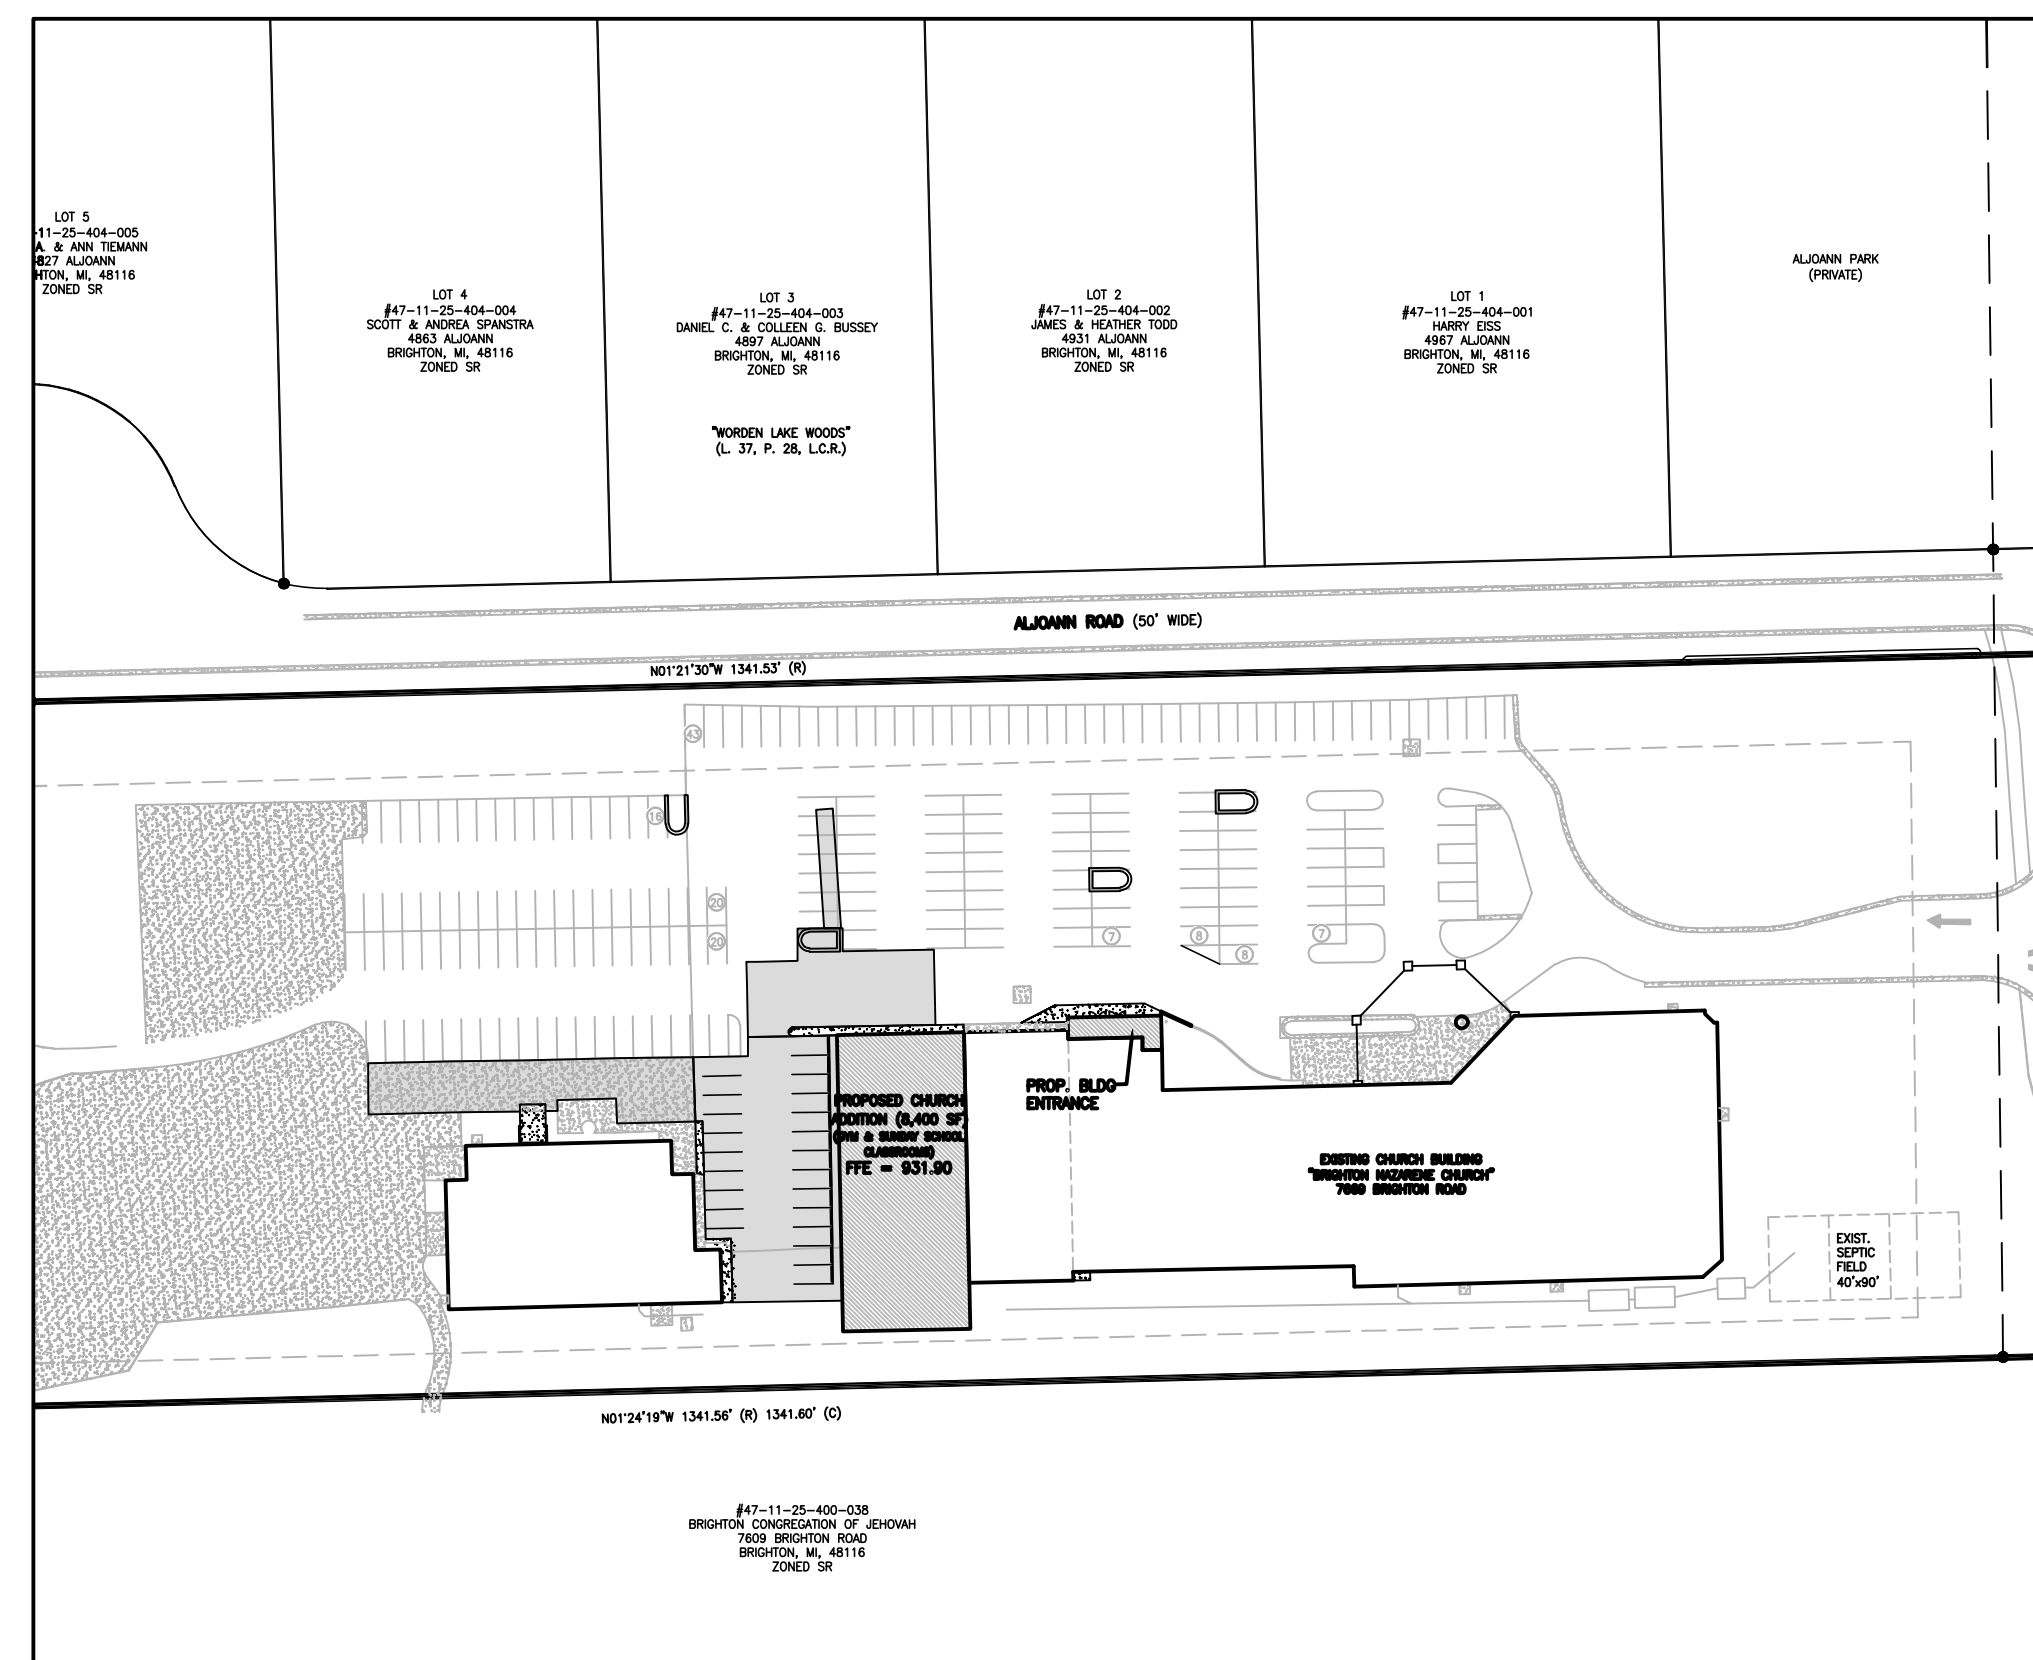 LOT 5
-11-25-404-005
A. & ANN TIEMANN
827 ALJOANN
HTON, MI, 48116
ZONED SR
LOT 4
#47-11-25-404-004
SCOTT & ANDREA SPANSTRA
4863 ALJOANN
BRIGHTON, MI, 48116
ZONED SR
LOT 3
#47-11-25-404-003
DANIEL C. & COLLEEN G. BUSSEY
4897 ALJOANN
BRIGHTON, MI, 48116
ZONED SR
"WORDEN LAKE WOODS"
(L. 37, P. 28, L.C.R.)
LOT 2
#47-11-25-404-002
JAMES & HEATHER TODD
4931 ALJOANN
BRIGHTON, MI, 48116
ZONED SR
LOT 1
#47-11-25-404-001
HARRY EISS
4967 ALJOANN
BRIGHTON, MI, 48116
ZONED SR
ALJOANN PARK
(PRIVATE)
ALJOANN ROAD (50' WIDE)
N01°21'30"W 1341.53' (R)
43
16
20
20
7
8
8
7
PROPOSED CHURCH
ADDITION (8,400 SF)
(GYM & SUNDAY SCHOOL
CLASSROOMS)
FFE = 931.90
PROP. BLDG
ENTRANCE
EXISTING CHURCH BUILDING
"BRIGHTON NAZARENE CHURCH"
7669 BRIGHTON ROAD
EXIST.
SEPTIC
FIELD
40'x90'
N01°24'19"W 1341.56' (R) 1341.60' (C)
#47-11-25-400-038
BRIGHTON CONGREGATION OF JEHOVAH
7609 BRIGHTON ROAD
BRIGHTON, MI, 48116
ZONED SR